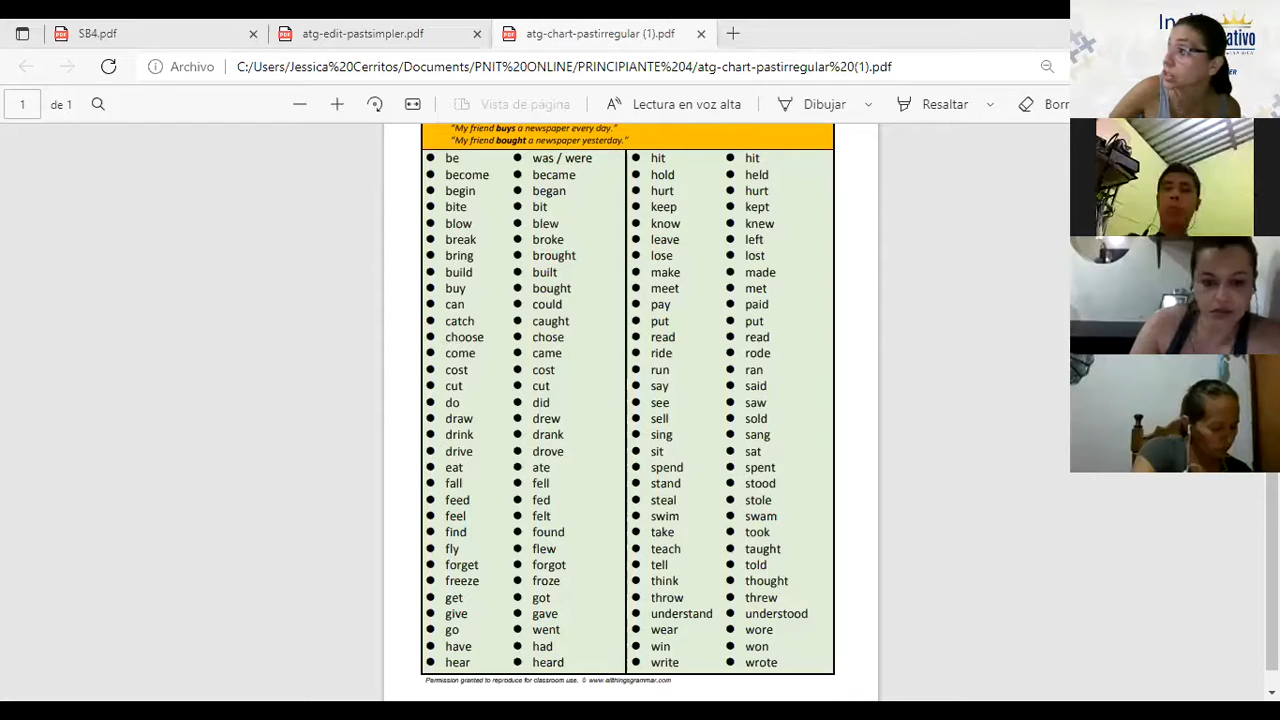 SB4.pdf
atg-edit-pastsimpler.pdf
atg-chart-pastirregular (1).pdf
Archivo
C:/Users/Jessica%20Cerritos/Documents/PNIT%20ONLINE/PRINCIPIANTE%204/atg-chart-pastirregular%20(1).pdf
1 de 1
Vista de página
Lectura en voz alta
Dibujar
Resaltar
Borr
"My friend buys a newspaper every day."
"My friend bought a newspaper yesterday."
be was / were hit hit
become became hold held
begin began hurt hurt
bite bit keep kept
blow blew know knew
break broke leave left
bring brought lose lost
build built make made
buy bought meet met
can could pay paid
catch caught put put
choose chose read read
come came ride rode
cost cost run ran
cut cut say said
do did see saw
draw drew sell sold
drink drank sing sang
drive drove sit sat
eat ate spend spent
fall fell stand stood
feed fed steal stole
feel felt swim swam
find found take took
fly flew teach taught
forget forgot tell told
freeze froze think thought
get got throw threw
give gave understand understood
go went wear wore
have had win won
hear heard write wrote
Permission granted to reproduce for classroom use. © www.allthingsgrammar.com